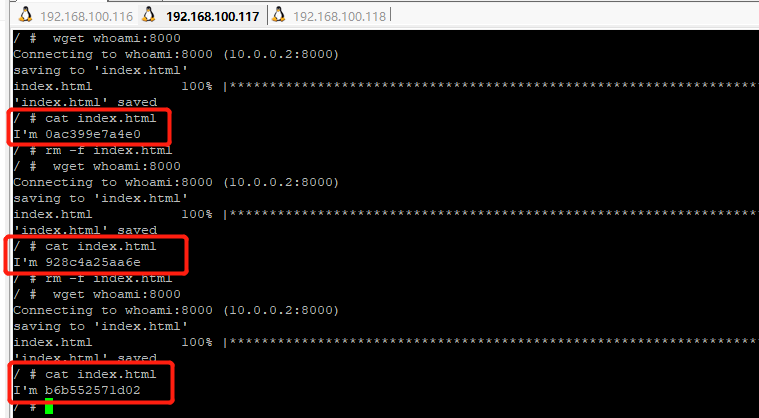 192.168.100.116 192.168.100.117 192.168.100.118
/ #  wget whoami:8000
Connecting to whoami:8000 (10.0.0.2:8000)
saving to 'index.html'
index.html           100% |******************************************************************
'index.html' saved
/ # cat index.html
I'm 0ac399e7a4e0
/ # rm -f index.html
/ #  wget whoami:8000
Connecting to whoami:8000 (10.0.0.2:8000)
saving to 'index.html'
index.html           100% |******************************************************************
'index.html' saved
/ # cat index.html
I'm 928c4a25aa6e
/ # rm -f index.html
/ #  wget whoami:8000
Connecting to whoami:8000 (10.0.0.2:8000)
saving to 'index.html'
index.html           100% |******************************************************************
'index.html' saved
/ # cat index.html
I'm b6b552571d02
/ #